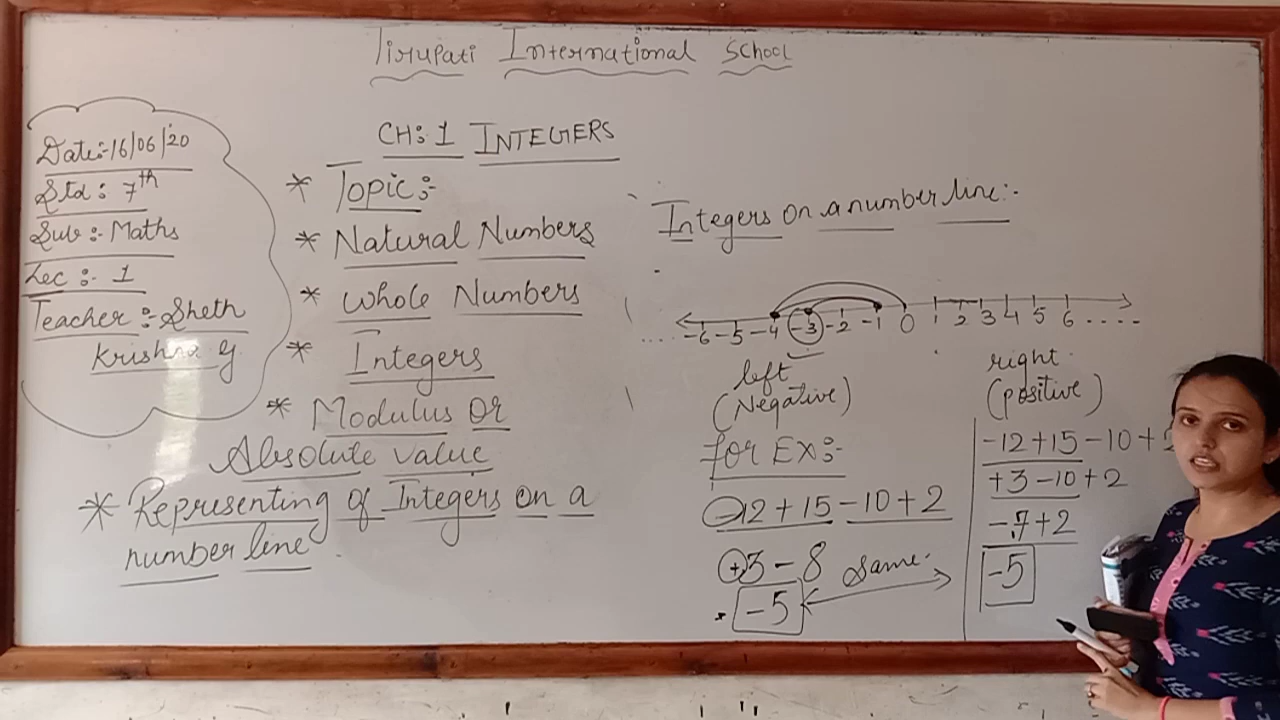 Tirupati International School
Date:-16/06/20
Std : 7th
Sub :- Maths
Lec :- 1
Teacher :- Sheth
Krishna y
CH: 1 INTEGERS
* Topic:-
* Natural Numbers
* Whole Numbers
* Integers
* Modulus or
Absolute value
* Representing of Integers on a
number line
Integers on a number line:-
.... -6 -5 -4 -3 -2 -1 0 1 2 3 4 5 6 ....
left
(Negative)
right
(positive)
for Ex:-
-12 + 15 - 10 + 2
+3 - 8
-5
same
-12 + 15 - 10 +
+3 - 10 + 2
-7 + 2
-5